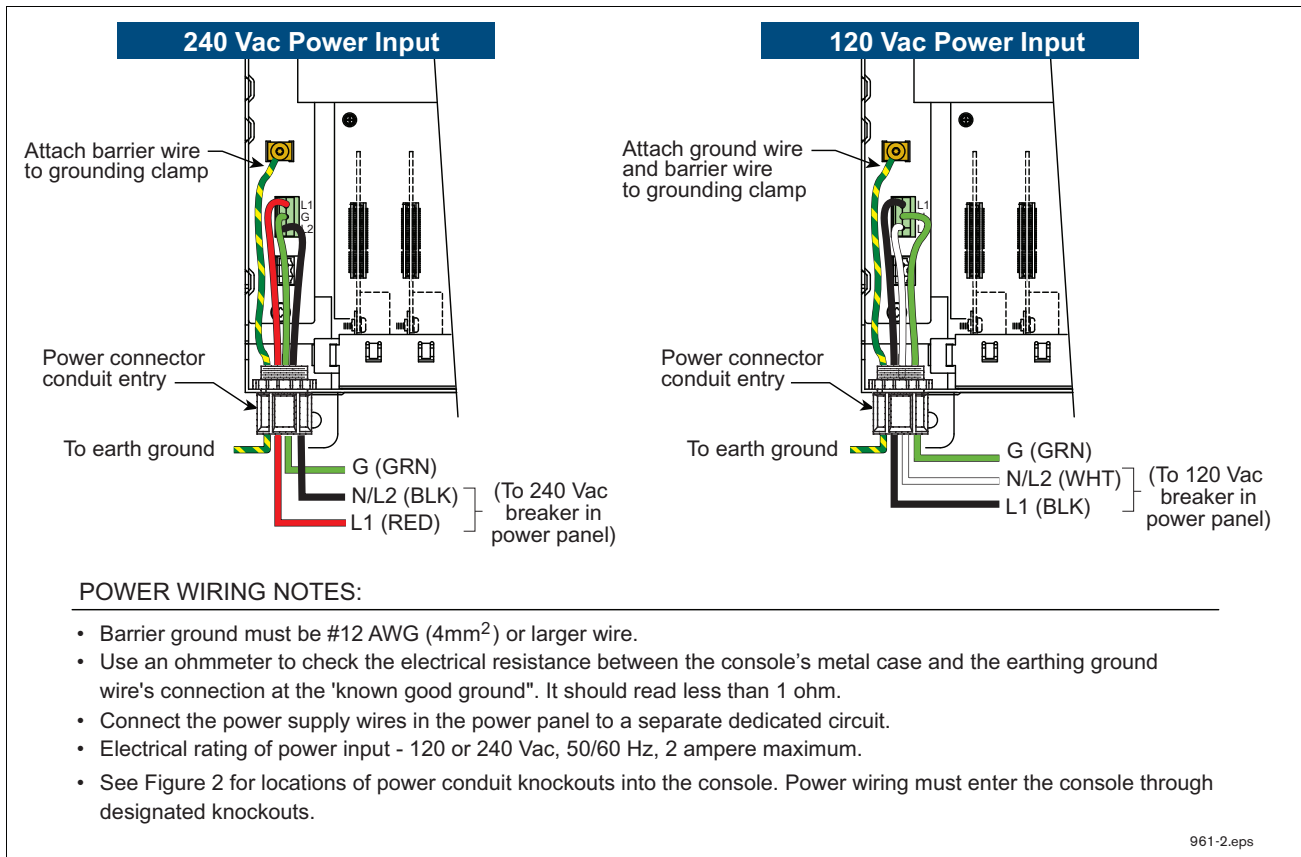 240 Vac Power Input
Attach barrier wire
to grounding clamp
L1
G
L2
Power connector
conduit entry
To earth ground
G (GRN)
N/L2 (BLK)
L1 (RED)
(To 240 Vac
breaker in
power panel)
120 Vac Power Input
Attach ground wire
and barrier wire
to grounding clamp
L1
Power connector
conduit entry
To earth ground
G (GRN)
N/L2 (WHT)
L1 (BLK)
(To 120 Vac
breaker in
power panel)
POWER WIRING NOTES:
• Barrier ground must be #12 AWG (4mm²) or larger wire.
• Use an ohmmeter to check the electrical resistance between the console’s metal case and the earthing ground
wire's connection at the 'known good ground". It should read less than 1 ohm.
• Connect the power supply wires in the power panel to a separate dedicated circuit.
• Electrical rating of power input - 120 or 240 Vac, 50/60 Hz, 2 ampere maximum.
• See Figure 2 for locations of power conduit knockouts into the console. Power wiring must enter the console through
designated knockouts.
961-2.eps